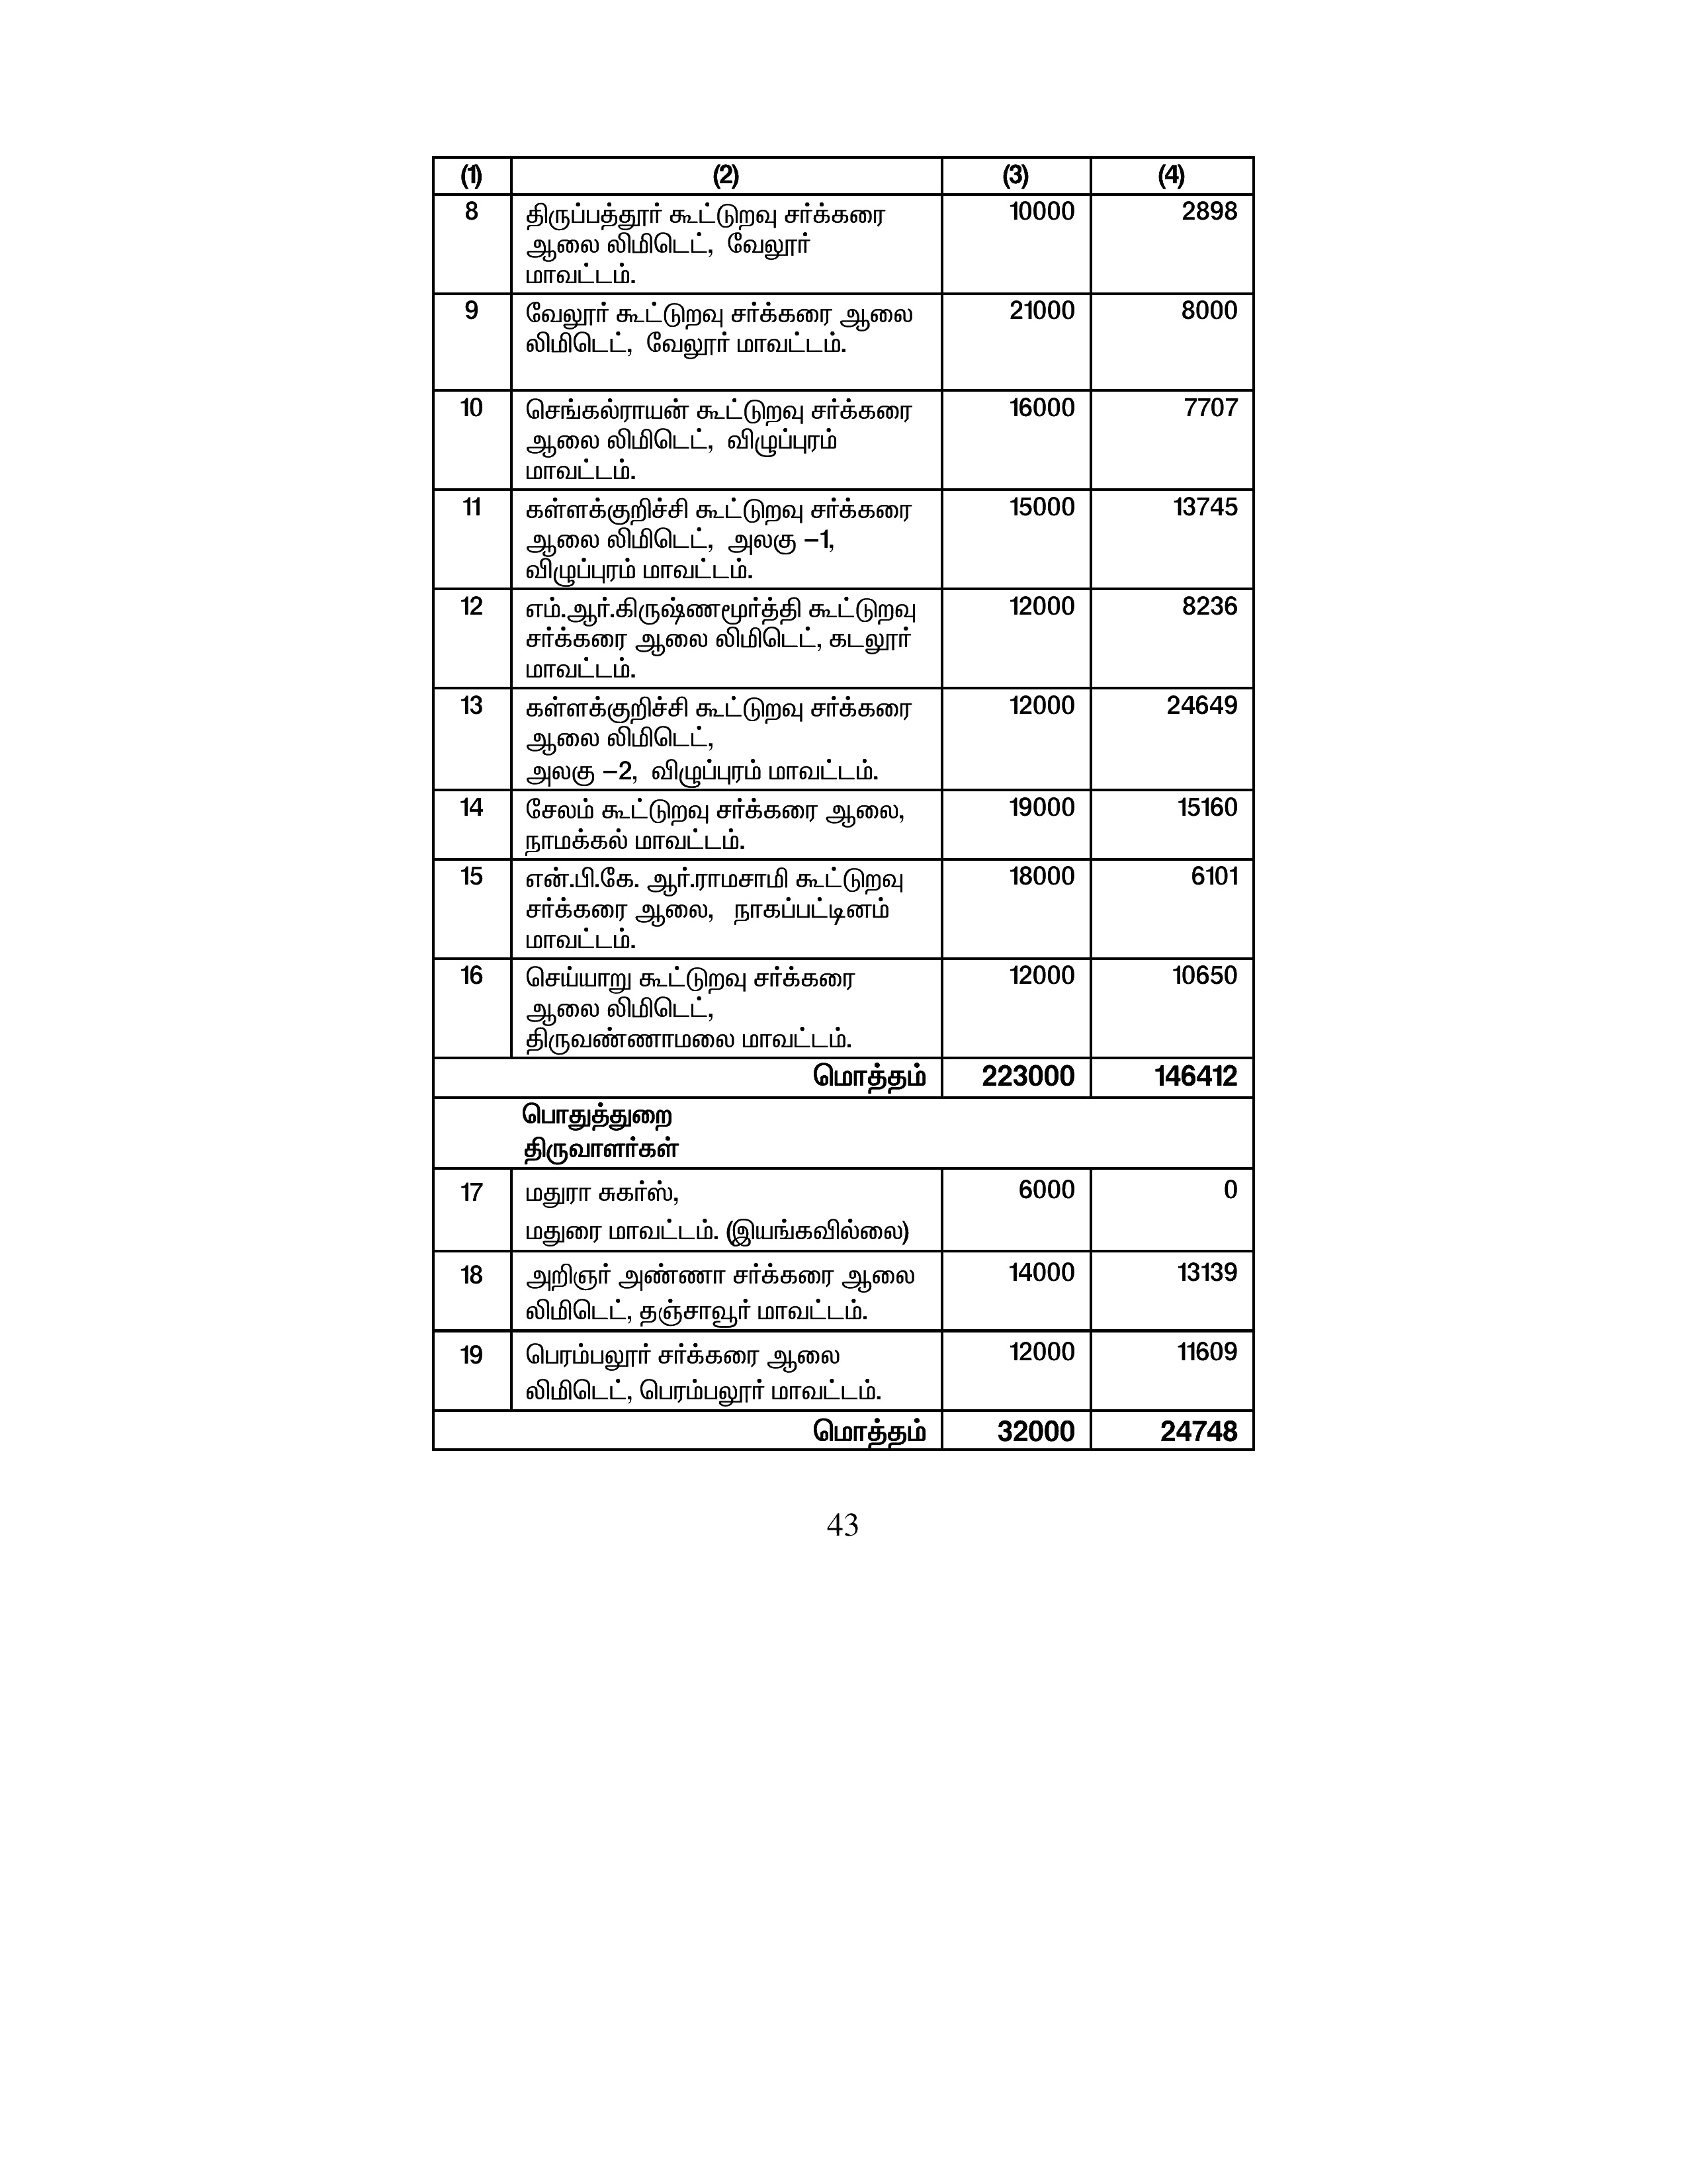 (1) (2) (3) (4)
8 திருப்பத்தூர் கூட்டுறவு சர்க்கரை 10000 2898
ஆலை லிமிடெட், வேலூர்
மாவட்டம்.
9 வேலூர் கூட்டுறவு சர்க்கரை ஆலை 21000 8000
லிமிடெட், வேலூர் மாவட்டம்.
10 செங்கல்ராயன் கூட்டுறவு சர்க்கரை 16000 7707
ஆலை லிமிடெட், விழுப்புரம்
மாவட்டம்.
11 கள்ளக்குறிச்சி கூட்டுறவு சர்க்கரை 15000 13745
ஆலை லிமிடெட், அலகு –1,
விழுப்புரம் மாவட்டம்.
12 எம்.ஆர்.கிருஷ்ணமூர்த்தி கூட்டுறவு 12000 8236
சர்க்கரை ஆலை லிமிடெட், கடலூர்
மாவட்டம்.
13 கள்ளக்குறிச்சி கூட்டுறவு சர்க்கரை 12000 24649
ஆலை லிமிடெட்,
அலகு –2, விழுப்புரம் மாவட்டம்.
14 சேலம் கூட்டுறவு சர்க்கரை ஆலை, 19000 15160
நாமக்கல் மாவட்டம்.
15 என்.பி.கே. ஆர்.ராமசாமி கூட்டுறவு 18000 6101
சர்க்கரை ஆலை, நாகப்பட்டினம்
மாவட்டம்.
16 செய்யாறு கூட்டுறவு சர்க்கரை 12000 10650
ஆலை லிமிடெட்,
திருவண்ணாமலை மாவட்டம்.
மொத்தம் 223000 146412
பொதுத்துறை
திருவாளர்கள்
17 மதுரா சுகர்ஸ், 6000 0
மதுரை மாவட்டம். (இயங்கவில்லை)
18 அறிஞர் அண்ணா சர்க்கரை ஆலை 14000 13139
லிமிடெட், தஞ்சாவூர் மாவட்டம்.
19 பெரம்பலூர் சர்க்கரை ஆலை 12000 11609
லிமிடெட், பெரம்பலூர் மாவட்டம்.
மொத்தம் 32000 24748
43